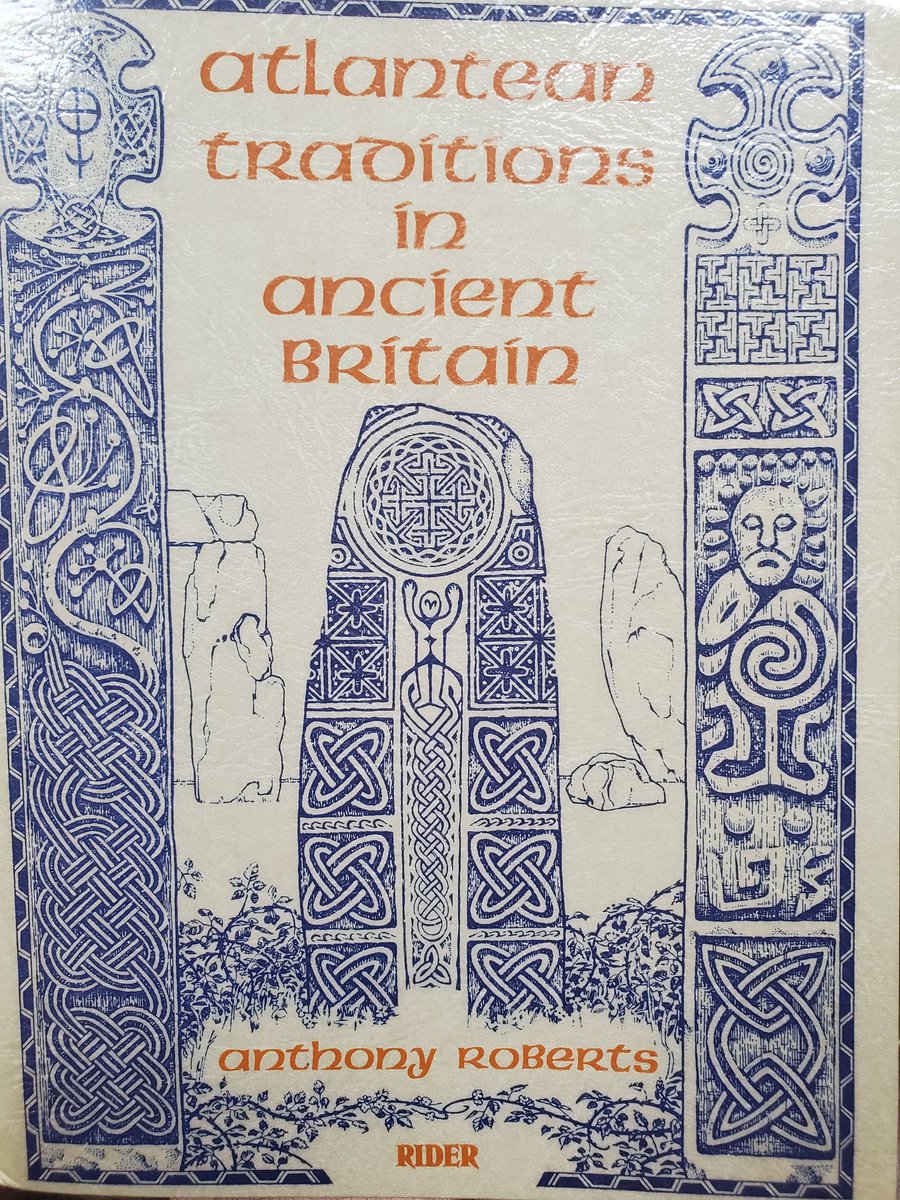 atlantean
traditions
in
ancient
Britain
anthony roberts
RIDER